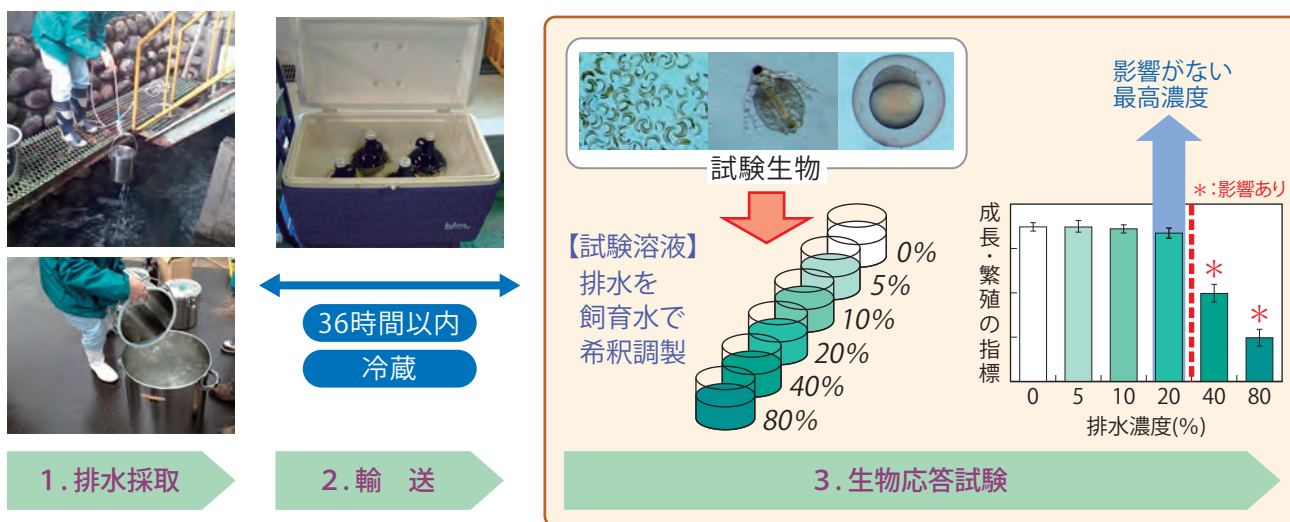 36時間以内
冷蔵
試験生物
【試験溶液】
排水を
飼育水で
希釈調製
0%
5%
10%
20%
40%
80%
影響がない
最高濃度
*:影響あり
成長・繁殖の指標
*
*
0 5 10 20 40 80
排水濃度(%)
1.排水採取
2.輸 送
3.生物応答試験